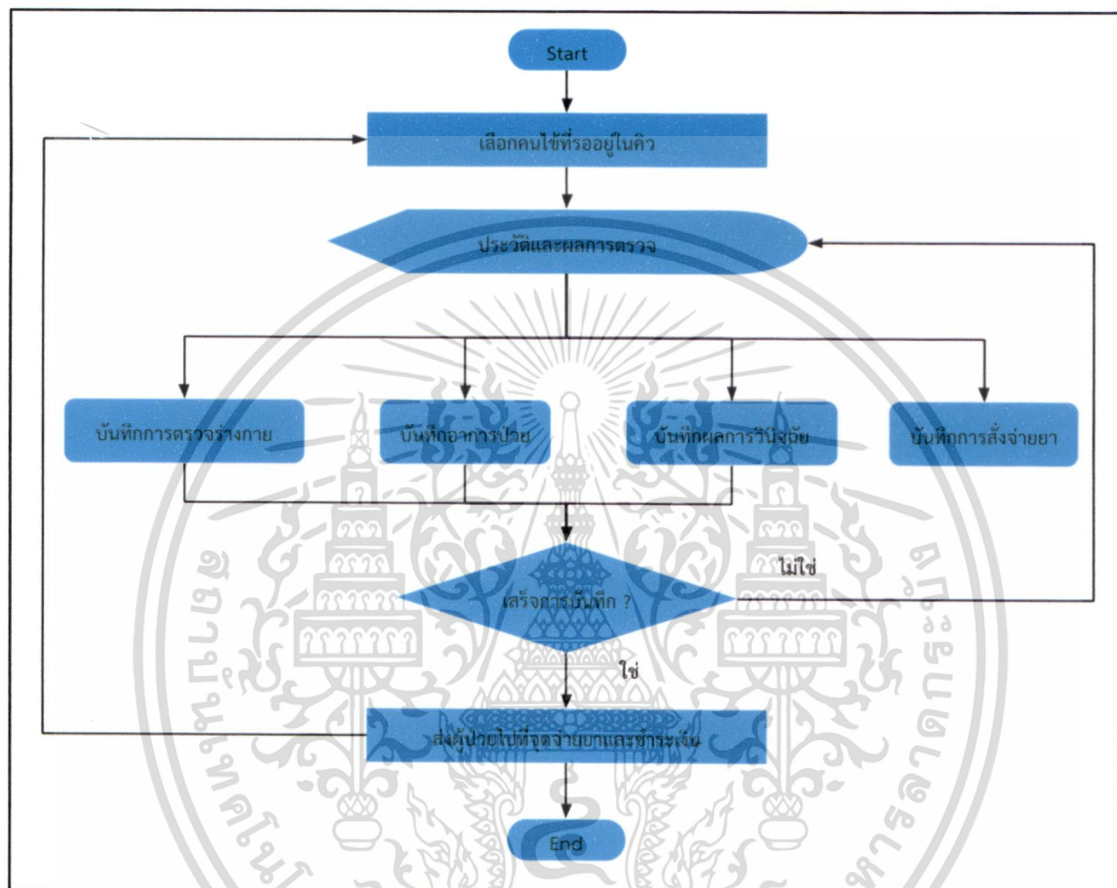 Start
เลือกคนไข้ที่รออยู่ในคิว
ประวัติและผลการตรวจ
บันทึกการตรวจร่างกาย
บันทึกอาการป่วย
บันทึกผลการวินิจฉัย
บันทึกการสั่งจ่ายยา
เสร็จการบันทึก ?
ไม่ใช่
ใช่
ส่งผู้ป่วยไปที่จุดจ่ายยาและชำระเงิน
End